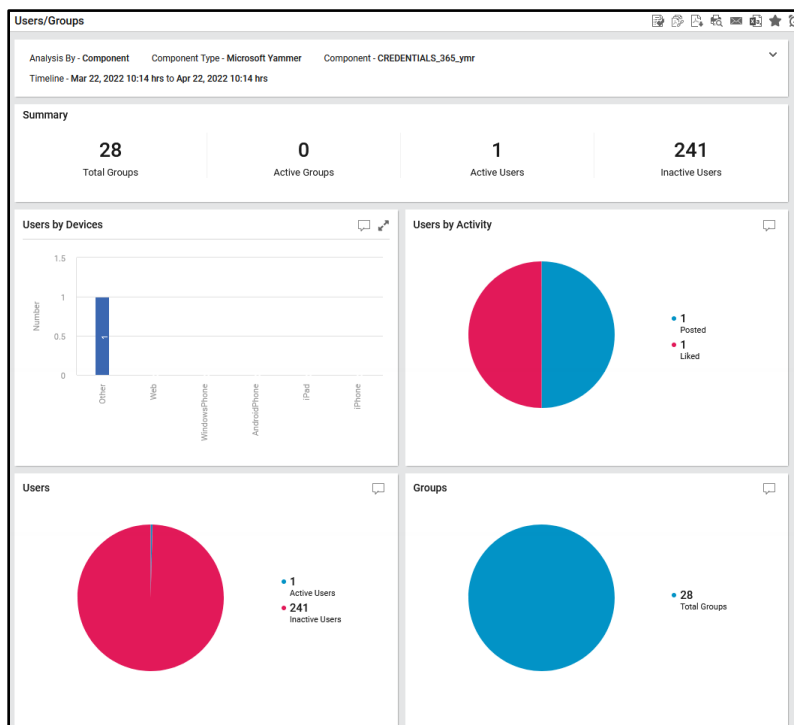 Users/Groups
Analysis By - Component Component Type - Microsoft Yammer Component - CREDENTIALS_365_ymr
Timeline - Mar 22, 2022 10:14 hrs to Apr 22, 2022 10:14 hrs
Summary
28
Total Groups
0
Active Groups
1
Active Users
241
Inactive Users
Users by Devices
Number
1.5
1
0.5
0
1
Other
Web
WindowsPhone
AndroidPhone
iPad
iPhone
Users by Activity
1
Posted
1
Liked
Users
1
Active Users
241
Inactive Users
Groups
28
Total Groups